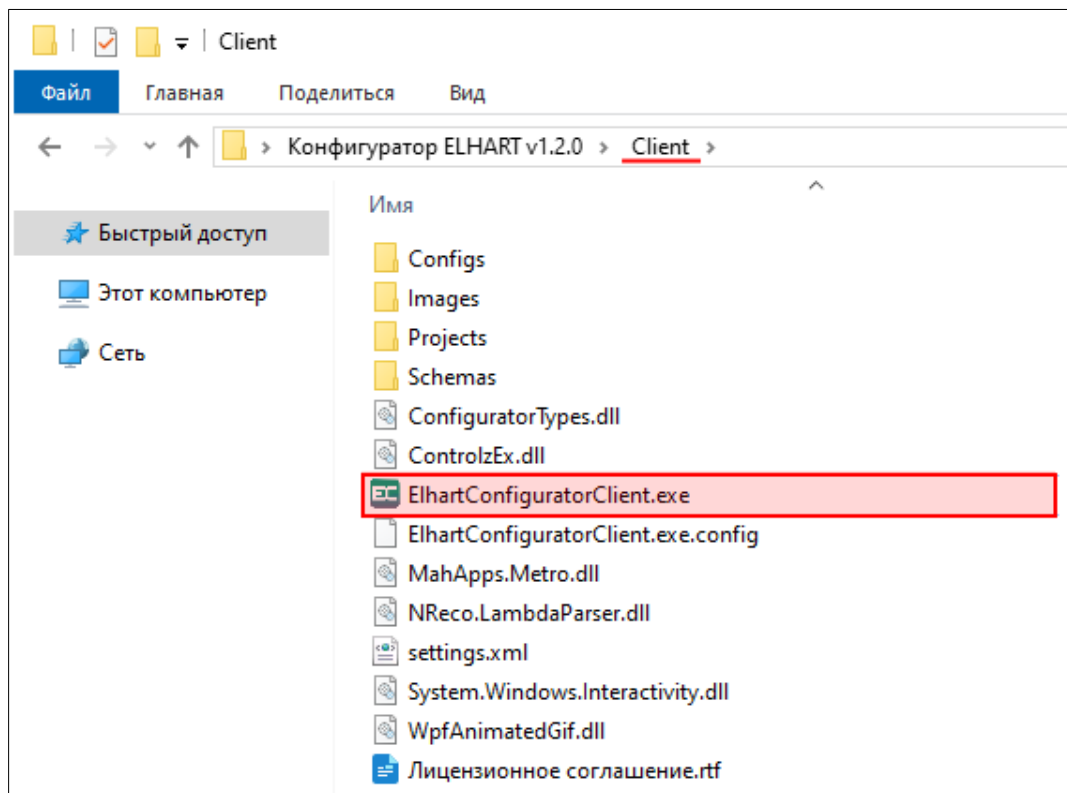 Client
Файл Главная Поделиться Вид
Конфигуратор ELHART v1.2.0 > Client >
Имя
Быстрый доступ
Этот компьютер
Сеть
Configs
Images
Projects
Schemas
ConfiguratorTypes.dll
ControlzEx.dll
EC ElhartConfiguratorClient.exe
ElhartConfiguratorClient.exe.config
MahApps.Metro.dll
NReco.LambdaParser.dll
settings.xml
System.Windows.Interactivity.dll
WpfAnimatedGif.dll
Лицензионное соглашение.rtf